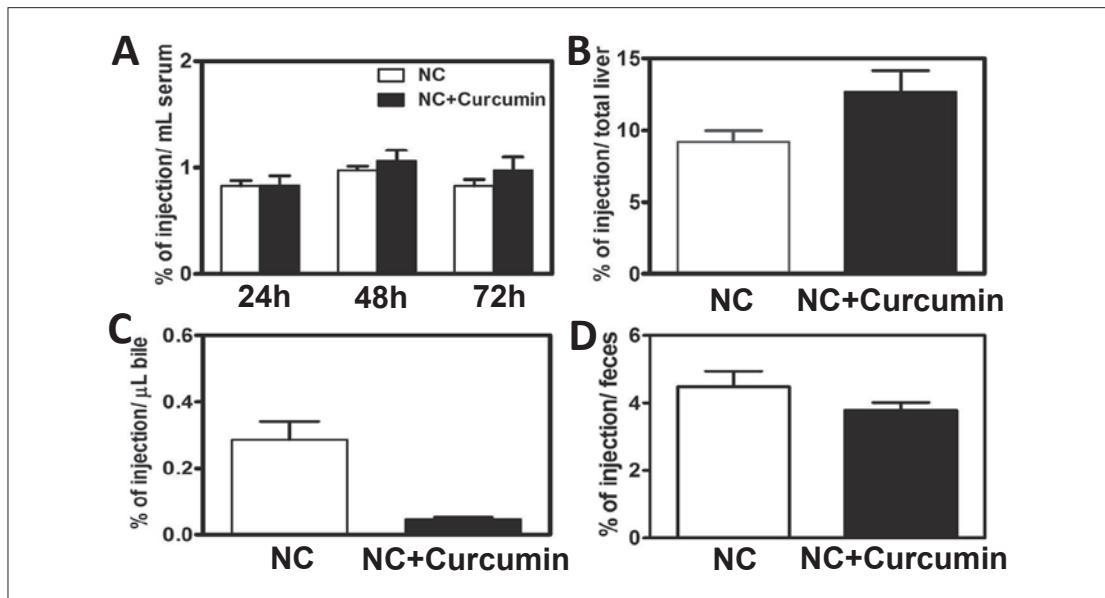 A
% of injection/ mL serum
2
1
0
NC
NC+Curcumin
24h
48h
72h
B
% of injection/ total liver
15
10
5
0
NC
NC+Curcumin
C
% of injection/ μL bile
0.6
0.4
0.2
0.0
NC
NC+Curcumin
D
% of injection/ feces
6
4
2
0
NC
NC+Curcumin